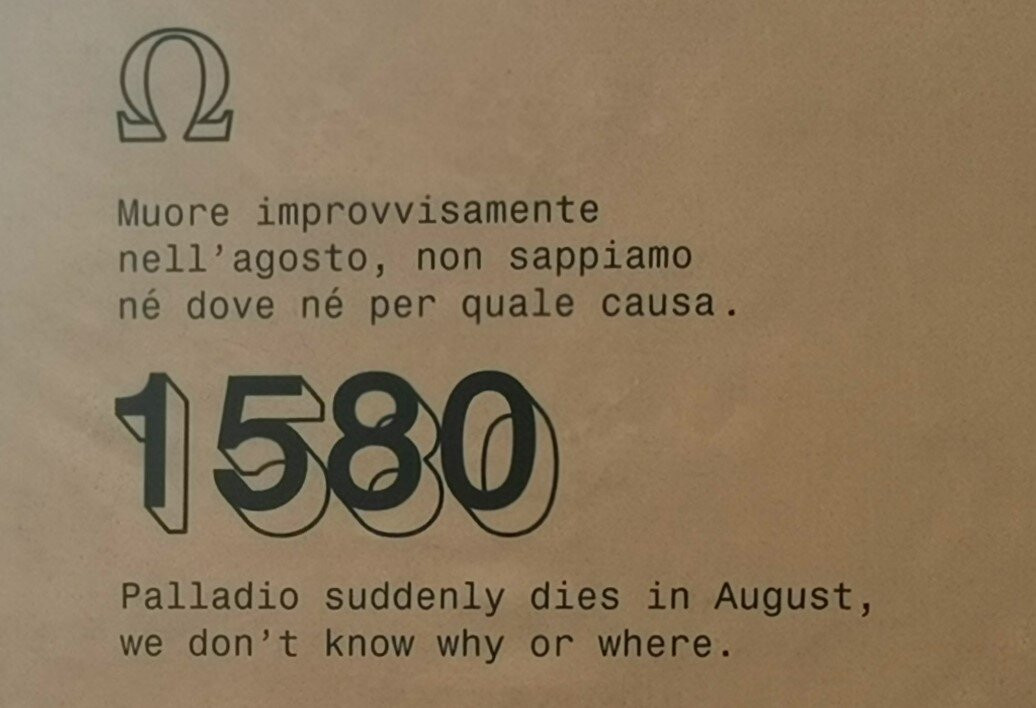 Ω
Muore improvvisamente
nell'agosto, non sappiamo
né dove né per quale causa.
1580
Palladio suddenly dies in August,
we don't know why or where.